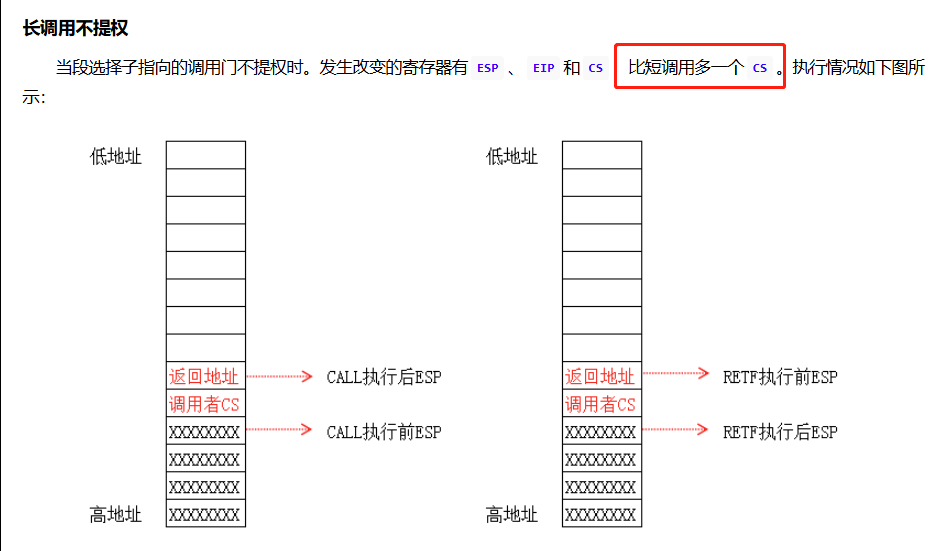 长调用不提权
当段选择子指向的调用门不提权时。发生改变的寄存器有 ESP 、 EIP 和 CS 比短调用多一个 CS 。执行情况如下图所
示：
低地址
返回地址 CALL执行后ESP
调用者CS
XXXXXXXX CALL执行前ESP
XXXXXXXX
XXXXXXXX
高地址 XXXXXXXX
低地址
返回地址 RETF执行前ESP
调用者CS
XXXXXXXX RETF执行后ESP
XXXXXXXX
XXXXXXXX
高地址 XXXXXXXX